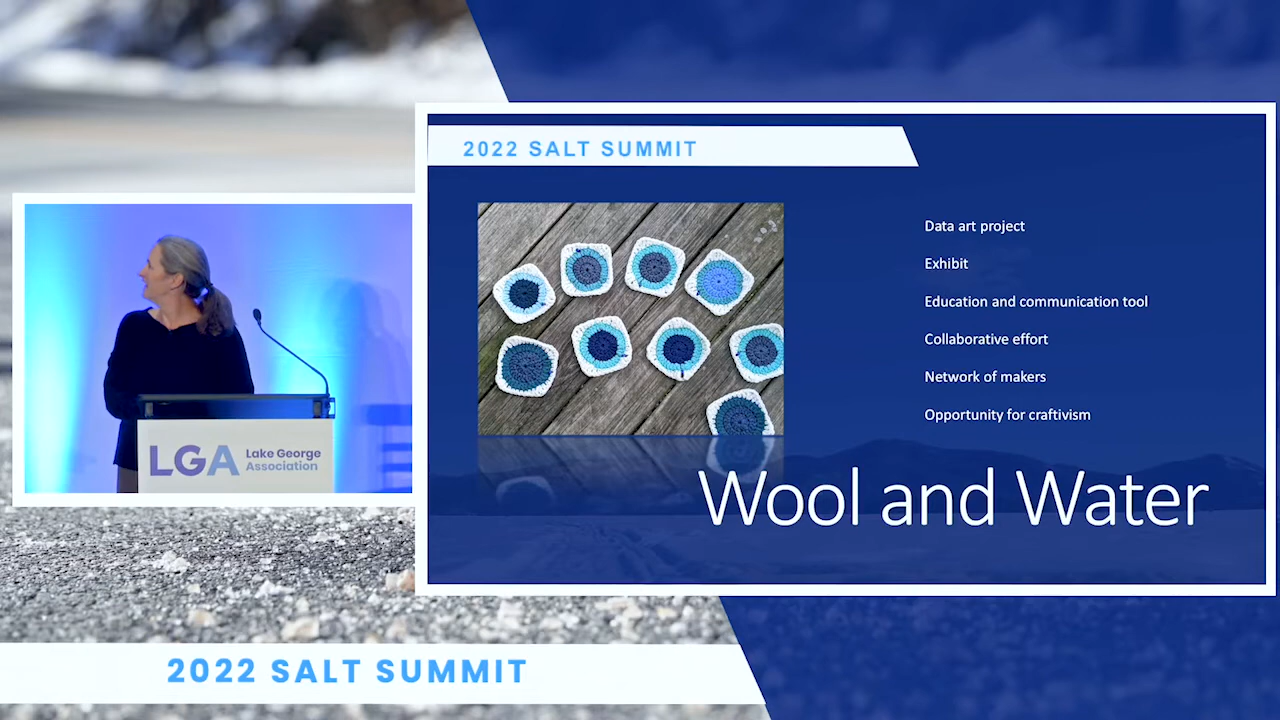 2022 SALT SUMMIT
Data art project
Exhibit
Education and communication tool
Collaborative effort
Network of makers
Opportunity for craftivism
Wool and Water
LGA Lake George
Association
2022 SALT SUMMIT